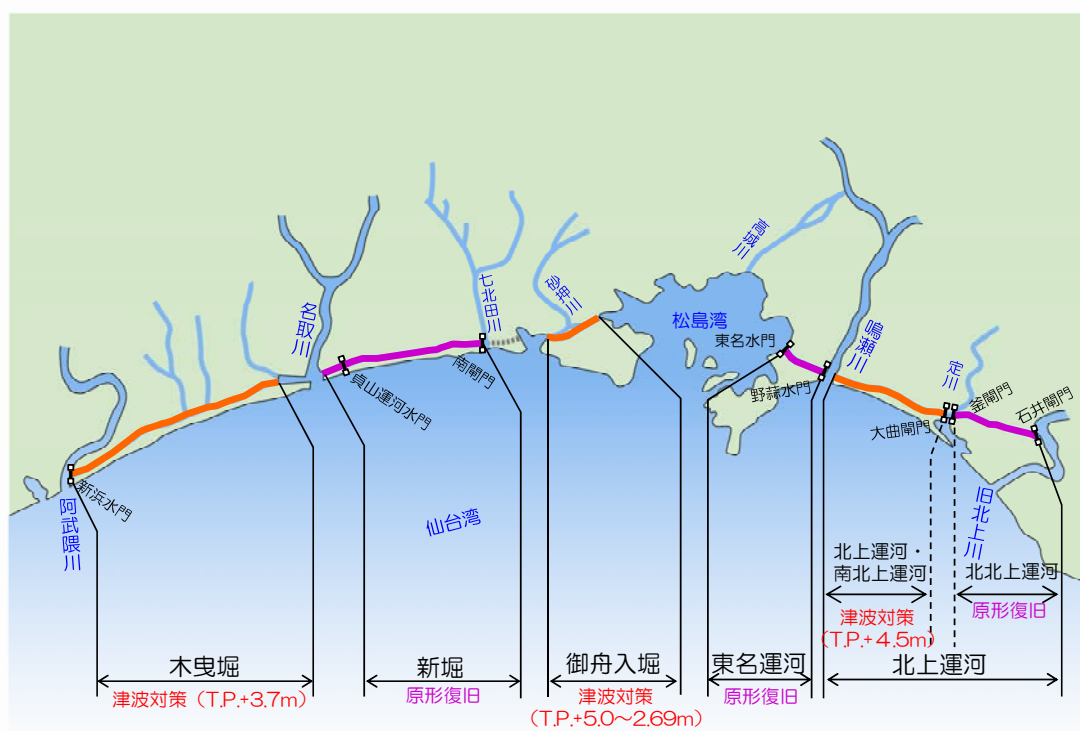 高城川
七北田川
砂押川
名取川
松島湾
東名水門
鳴瀬川
定川
野蒜水門
釜閘門
石井閘門
南閘門
貞山運河水門
大曲閘門
新浜水門
阿武隈川
仙台湾
旧北上川
北上運河・
南北上運河
北北上運河
原形復旧
津波対策
(T.P.+4.5m)
木曳堀
津波対策(T.P.+3.7m)
新堀
原形復旧
御舟入堀
津波対策
(T.P.+5.0～2.69m)
東名運河
原形復旧
北上運河